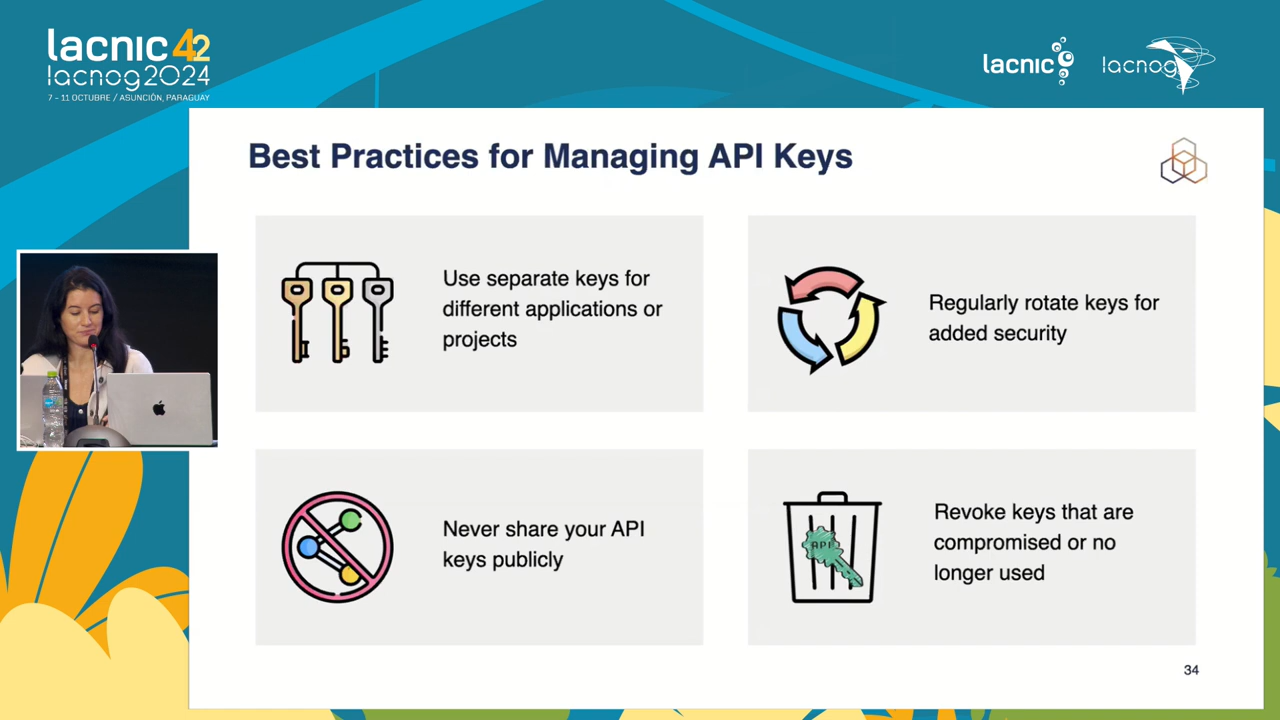 lacnic 42
lacnog2024
7 - 11 OCTUBRE / ASUNCIÓN, PARAGUAY
lacnic
lacnog
Best Practices for Managing API Keys
Use separate keys for
different applications or
projects
Regularly rotate keys for
added security
Never share your API
keys publicly
API
Revoke keys that are
compromised or no
longer used
34